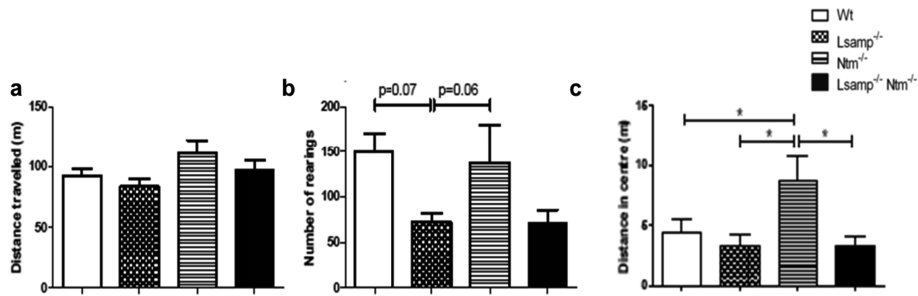 Wt
Lsamp-/-
Ntm-/-
Lsamp-/- Ntm-/-
a
Distance travelled (m)
150
100
50
0
b
p=0.07 p=0.06
Number of rearings
200
150
100
50
0
c
Distance in centre (m)
15
10
5
0
*
* *